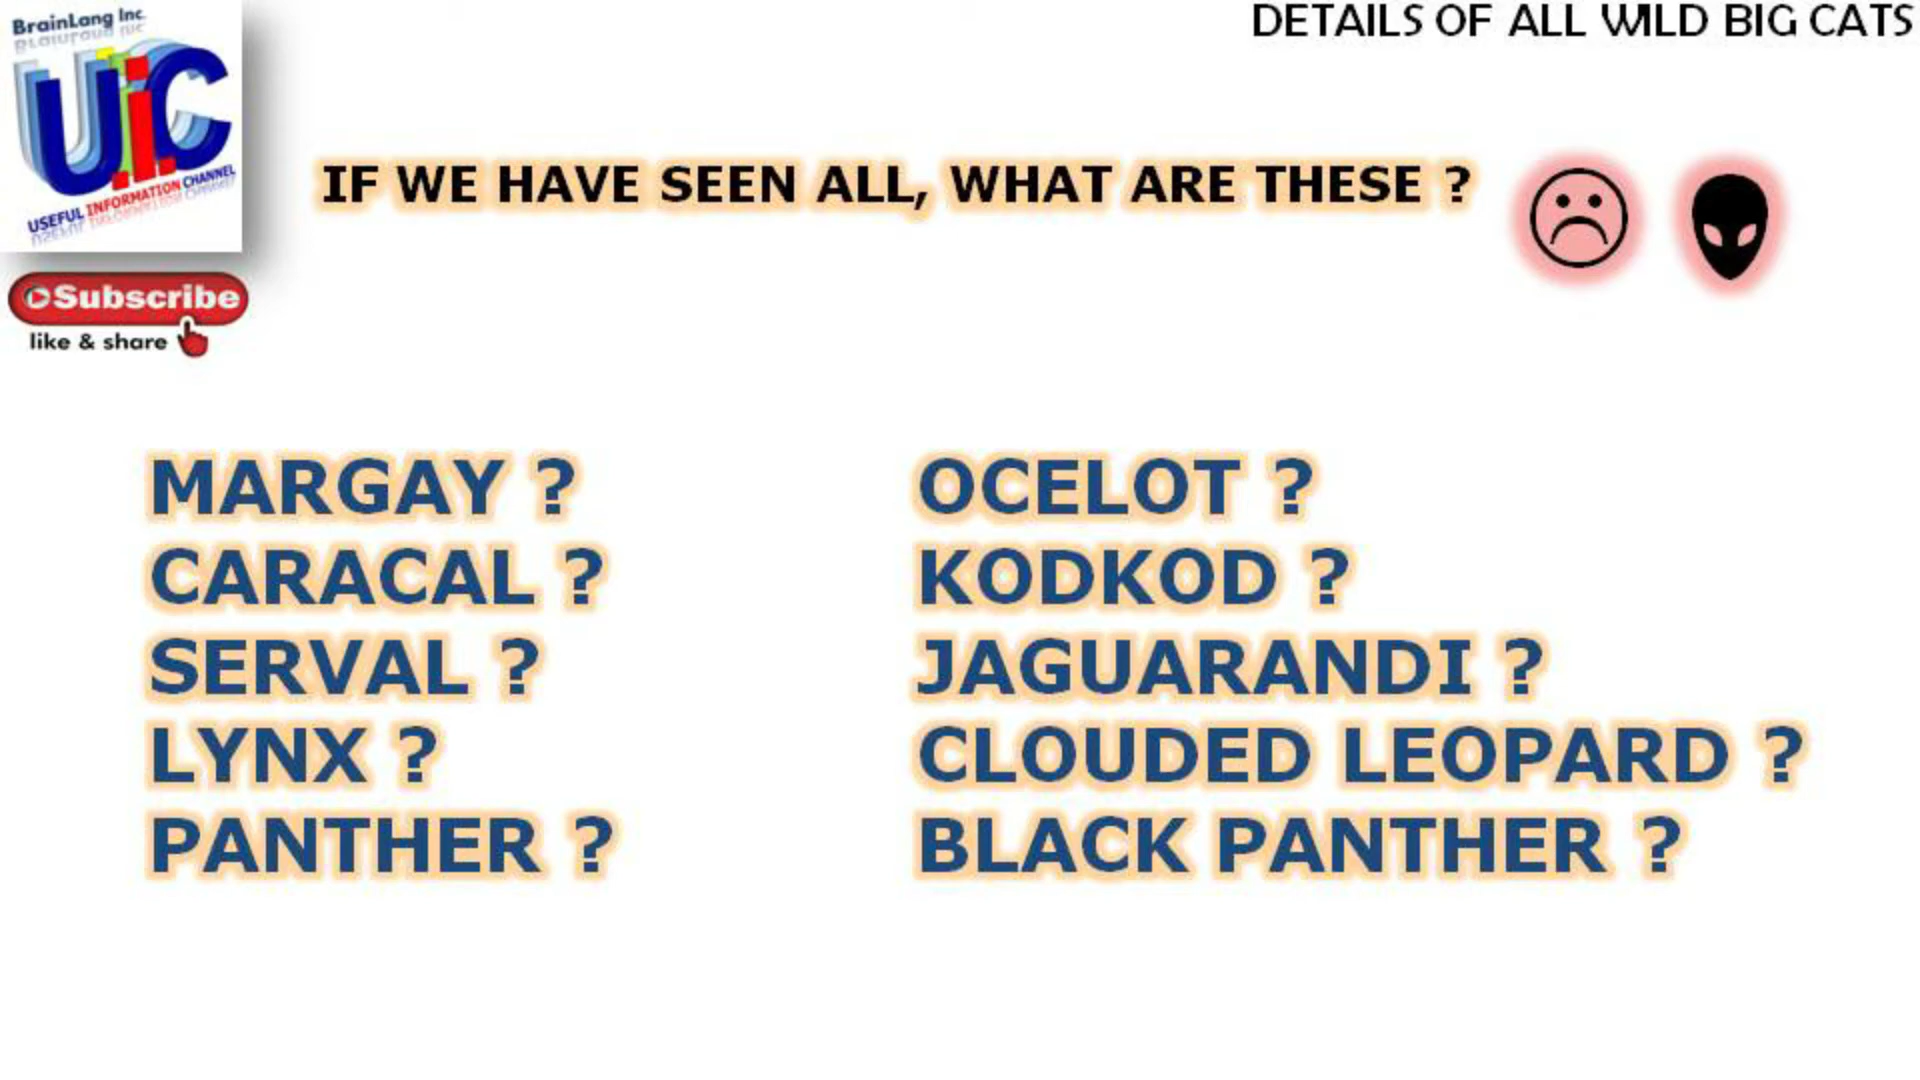 BrainLang Inc.
DETAILS OF ALL WILD BIG CATS
U.i.C
USEFUL INFORMATION CHANNEL
IF WE HAVE SEEN ALL, WHAT ARE THESE ?
Subscribe
like & share
MARGAY ?
CARACAL ?
SERVAL ?
LYNX ?
PANTHER ?
OCELOT ?
KODKOD ?
JAGUARANDI ?
CLOUDED LEOPARD ?
BLACK PANTHER ?